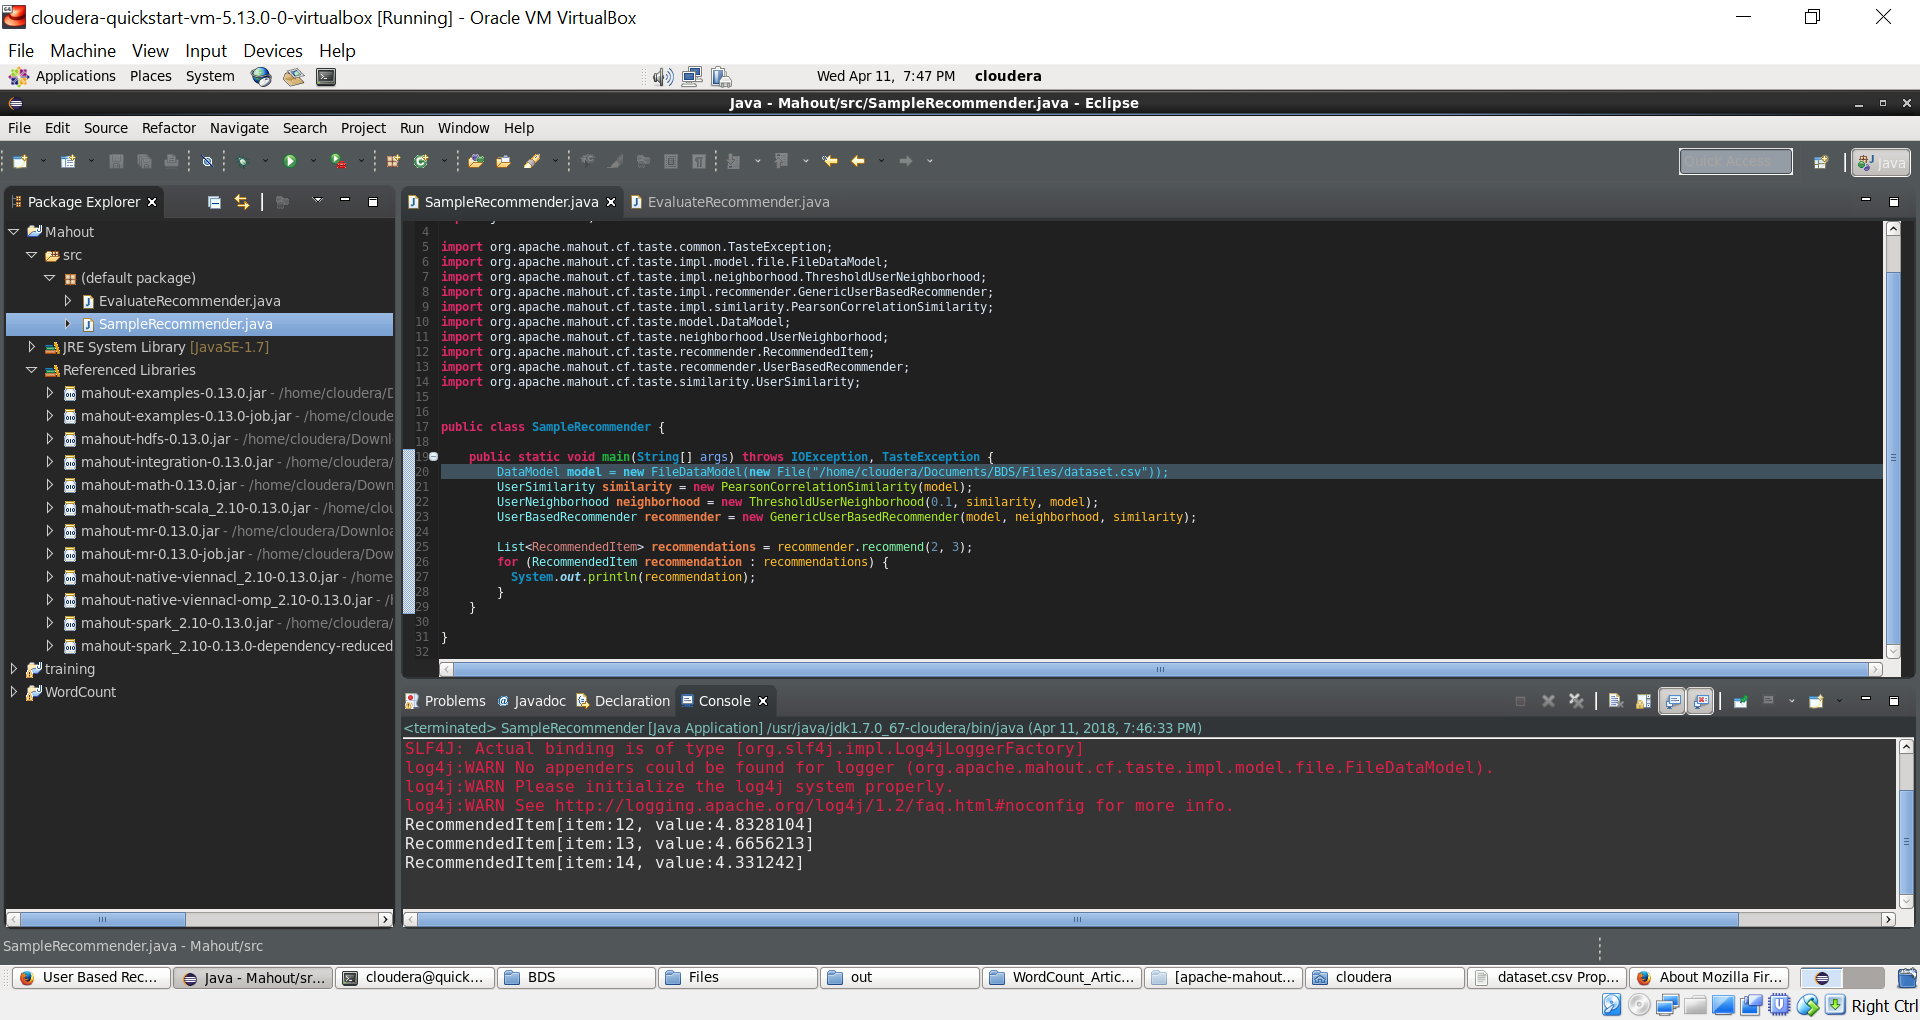 cloudera-quickstart-vm-5.13.0-0-virtualbox [Running] - Oracle VM VirtualBox
File Machine View Input Devices Help
Applications Places System Wed Apr 11, 7:47 PM cloudera
Java - Mahout/src/SampleRecommender.java - Eclipse
File Edit Source Refactor Navigate Search Project Run Window Help
Quick Access Java
Package Explorer
Mahout
src
(default package)
EvaluateRecommender.java
SampleRecommender.java
JRE System Library [JavaSE-1.7]
Referenced Libraries
mahout-examples-0.13.0.jar - /home/cloudera/D
mahout-examples-0.13.0-job.jar - /home/cloude
mahout-hdfs-0.13.0.jar - /home/cloudera/Downl
mahout-integration-0.13.0.jar - /home/cloudera/
mahout-math-0.13.0.jar - /home/cloudera/Down
mahout-math-scala_2.10-0.13.0.jar - /home/clou
mahout-mr-0.13.0.jar - /home/cloudera/Downloa
mahout-mr-0.13.0-job.jar - /home/cloudera/Dow
mahout-native-viennacl_2.10-0.13.0.jar - /home
mahout-native-viennacl-omp_2.10-0.13.0.jar - /h
mahout-spark_2.10-0.13.0.jar - /home/cloudera/
mahout-spark_2.10-0.13.0-dependency-reduced
training
WordCount
SampleRecommender.java EvaluateRecommender.java
4
5 import org.apache.mahout.cf.taste.common.TasteException;
6 import org.apache.mahout.cf.taste.impl.model.file.FileDataModel;
7 import org.apache.mahout.cf.taste.impl.neighborhood.ThresholdUserNeighborhood;
8 import org.apache.mahout.cf.taste.impl.recommender.GenericUserBasedRecommender;
9 import org.apache.mahout.cf.taste.impl.similarity.PearsonCorrelationSimilarity;
10 import org.apache.mahout.cf.taste.model.DataModel;
11 import org.apache.mahout.cf.taste.neighborhood.UserNeighborhood;
12 import org.apache.mahout.cf.taste.recommender.RecommendedItem;
13 import org.apache.mahout.cf.taste.recommender.UserBasedRecommender;
14 import org.apache.mahout.cf.taste.similarity.UserSimilarity;
15
16
17 public class SampleRecommender {
18
19 public static void main(String[] args) throws IOException, TasteException {
20 DataModel model = new FileDataModel(new File("/home/cloudera/Documents/BDS/Files/dataset.csv"));
21 UserSimilarity similarity = new PearsonCorrelationSimilarity(model);
22 UserNeighborhood neighborhood = new ThresholdUserNeighborhood(0.1, similarity, model);
23 UserBasedRecommender recommender = new GenericUserBasedRecommender(model, neighborhood, similarity);
24
25 List<RecommendedItem> recommendations = recommender.recommend(2, 3);
26 for (RecommendedItem recommendation : recommendations) {
27 System.out.println(recommendation);
28 }
29 }
30
31 }
32
Problems Javadoc Declaration Console
<terminated> SampleRecommender [Java Application] /usr/java/jdk1.7.0_67-cloudera/bin/java (Apr 11, 2018, 7:46:33 PM)
SLF4J: Actual binding is of type [org.slf4j.impl.Log4jLoggerFactory]
log4j:WARN No appenders could be found for logger (org.apache.mahout.cf.taste.impl.model.file.FileDataModel).
log4j:WARN Please initialize the log4j system properly.
log4j:WARN See http://logging.apache.org/log4j/1.2/faq.html#noconfig for more info.
RecommendedItem[item:12, value:4.8328104]
RecommendedItem[item:13, value:4.6656213]
RecommendedItem[item:14, value:4.331242]
SampleRecommender.java - Mahout/src
User Based Rec... Java - Mahout/sr... cloudera@quick... BDS Files out WordCount_Artic... [apache-mahout... cloudera dataset.csv Prop... About Mozilla Fir...
Right Ctrl